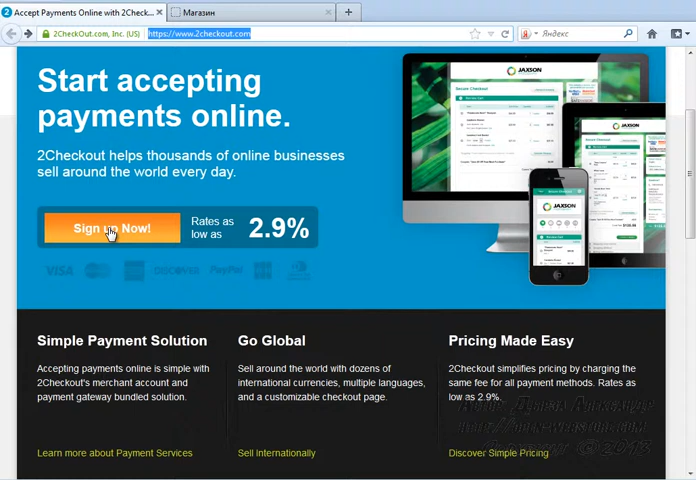 Accept Payments Online with 2Check...
Магазин
2CheckOut.com, Inc. (US)
https://www.2checkout.com
Яндекс
Start accepting
payments online.
2Checkout helps thousands of online businesses
sell around the world every day.
Sign up Now!
Rates as
low as
2.9%
VISA
DISCOVER
PayPal
JAXSON
JAXSON
JAXSON
Simple Payment Solution
Accepting payments online is simple with
2Checkout's merchant account and
payment gateway bundled solution.
Learn more about Payment Services
Go Global
Sell around the world with dozens of
international currencies, multiple languages,
and a customizable checkout page.
Sell Internationally
Pricing Made Easy
2Checkout simplifies pricing by charging the
same fee for all payment methods. Rates as
low as 2.9%.
Discover Simple Pricing
Автор:
© 2013